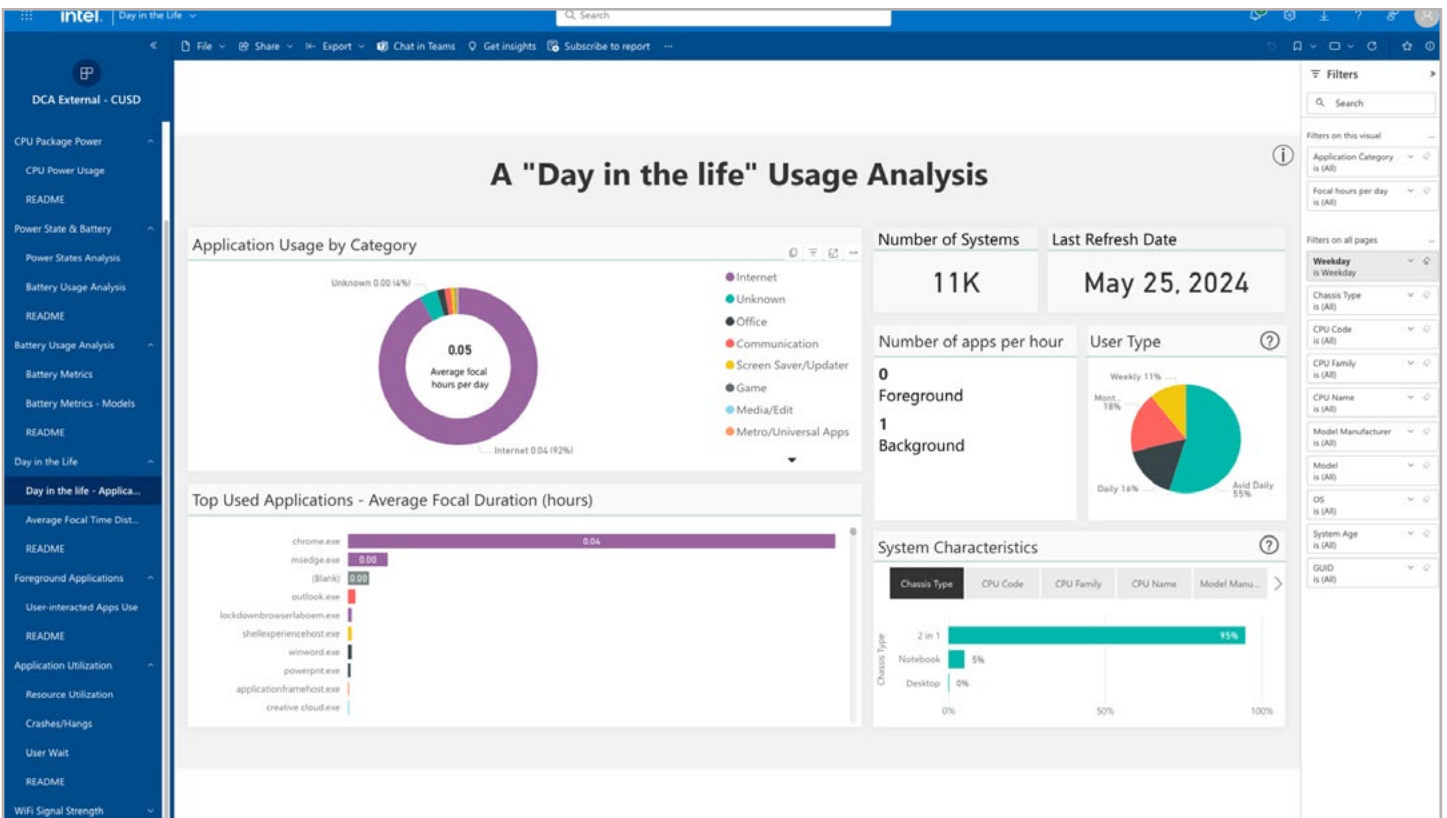 intel. Day in the Life
Search
File Share Export Chat in Teams Get insights Subscribe to report
DCA External - CUSD
CPU Package Power
CPU Power Usage
README
Power State & Battery
Power States Analysis
Battery Usage Analysis
README
Battery Usage Analysis
Battery Metrics
Battery Metrics - Models
README
Day in the Life
Day in the life - Applica...
Average Focal Time Dist...
README
Foreground Applications
User-interacted Apps Use
README
Application Utilization
Resource Utilization
Crashes/Hangs
User Wait
README
WiFi Signal Strength
A "Day in the life" Usage Analysis
Application Usage by Category
Unknown 0.00 (4%)
0.05
Average focal
hours per day
Internet 0.04 (92%)
Internet
Unknown
Office
Communication
Screen Saver/Updater
Game
Media/Edit
Metro/Universal Apps
Top Used Applications - Average Focal Duration (hours)
chrome.exe 0.04
msedge.exe 0.00
(Blank) 0.00
outlook.exe
lockdownbrowserlaboem.exe
shellexperiencehost.exe
winword.exe
powerpnt.exe
applicationframehost.exe
creative cloud.exe
Number of Systems
11K
Last Refresh Date
May 25, 2024
Number of apps per hour
0
Foreground
1
Background
User Type
Weekly 11%
Mont...
18%
Daily 16%
Avid Daily
55%
System Characteristics
Chassis Type CPU Code CPU Family CPU Name Model Manu...
Chassis Type
2 in 1 95%
Notebook 5%
Desktop 0%
0% 50% 100%
Filters
Search
Filters on this visual
Application Category
is (All)
Focal hours per day
is (All)
Filters on all pages
Weekday
is Weekday
Chassis Type
is (All)
CPU Code
is (All)
CPU Family
is (All)
CPU Name
is (All)
Model Manufacturer
is (All)
Model
is (All)
OS
is (All)
System Age
is (All)
GUID
is (All)